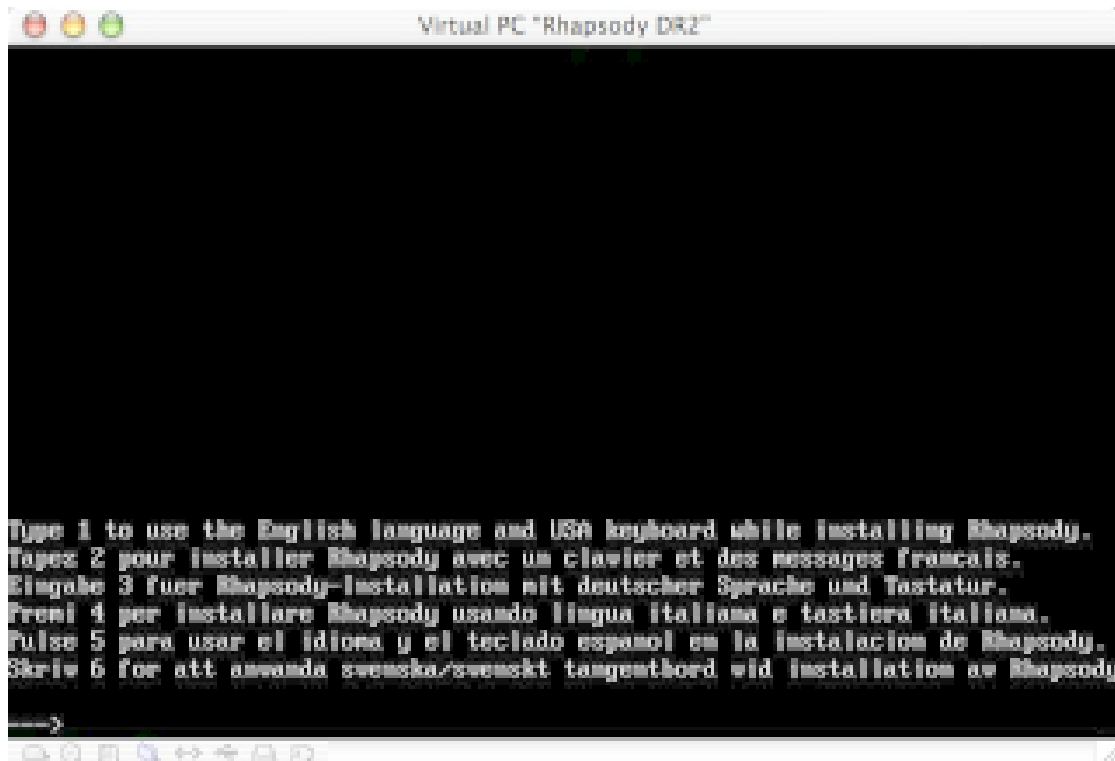 Virtual PC "Rhapsody DR2"
Type 1 to use the English language and USA keyboard while installing Rhapsody.
Tapez 2 pour installer Rhapsody avec un clavier et des messages francais.
Eingabe 3 fuer Rhapsody-Installation mit deutscher Sprache und Tastatur.
Premi 4 per installare Rhapsody usando lingua italiana e tastiera italiana.
Pulse 5 para usar el idioma y el teclado espanol en la instalacion de Rhapsody.
Skriv 6 for att anvanda svenska/svenskt tangentbord vid installation av Rhapsody
--->